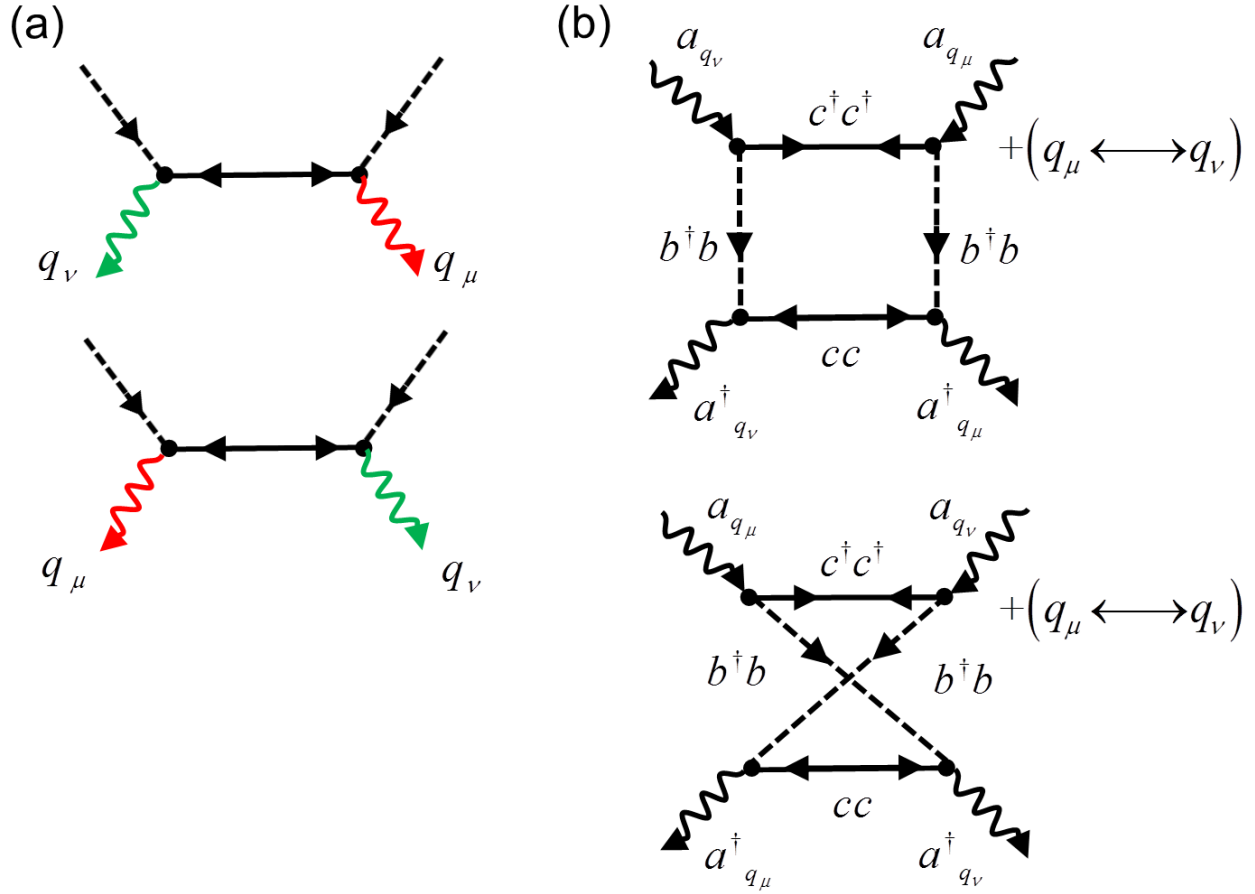 (a)
q_ν
q_μ
q_μ
q_ν
(b)
a_{q_ν}
a_{q_μ}
c†c†
+(q_μ ⟷ q_ν)
b†b
b†b
cc
a†_{q_ν}
a†_{q_μ}
a_{q_μ}
a_{q_ν}
c†c†
+(q_μ ⟷ q_ν)
b†b
b†b
cc
a†_{q_μ}
a†_{q_ν}